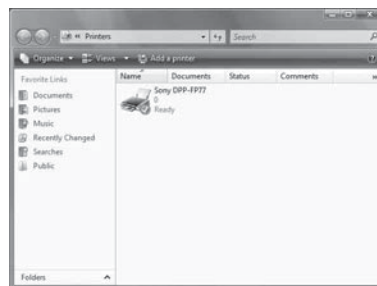 Printers
Search
Organize Views Add a printer
Favorite Links
Documents
Pictures
Music
Recently Changed
Searches
Public
Folders
Name Documents Status Comments
Sony DPP-FP77
0
Ready